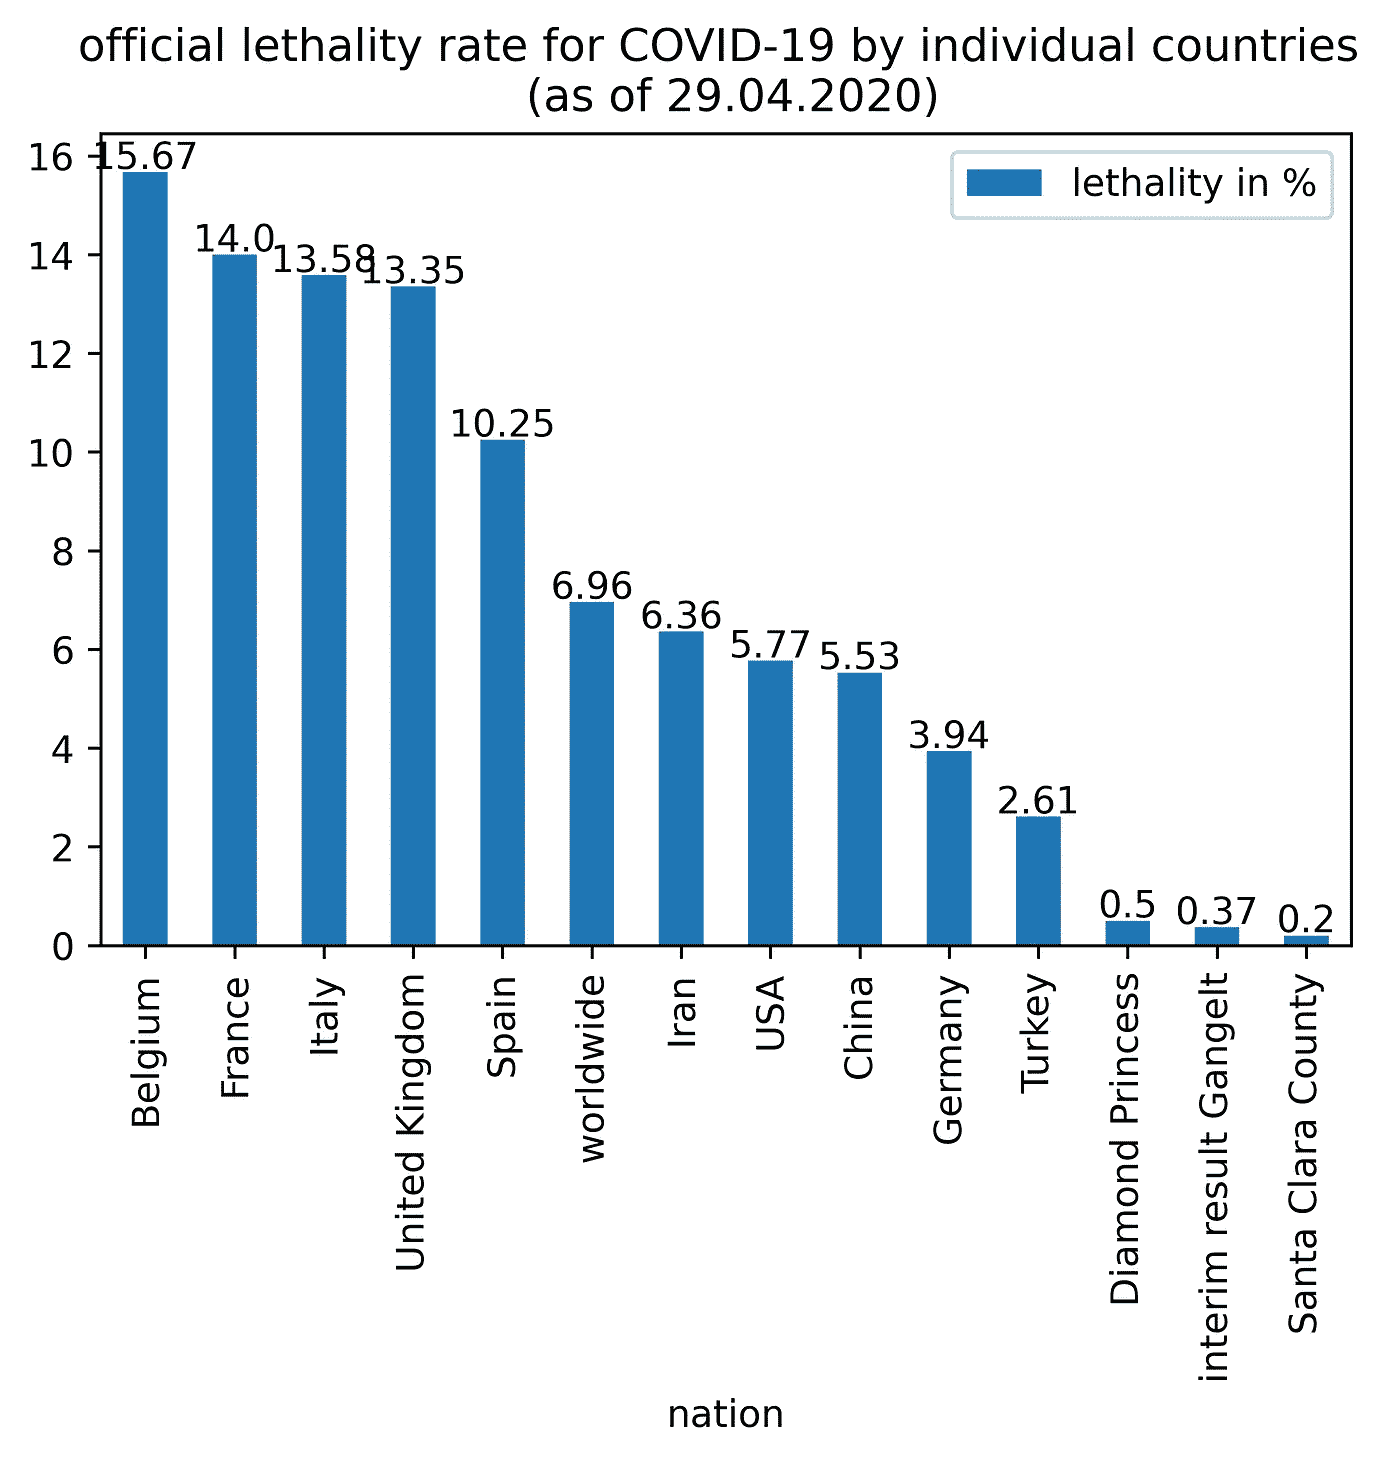 official lethality rate for COVID-19 by individual countries
(as of 29.04.2020)
lethality in %
16
14
12
10
8
6
4
2
0
15.67
14.0
13.58
13.35
10.25
6.96
6.36
5.77
5.53
3.94
2.61
0.5
0.37
0.2
Belgium
France
Italy
United Kingdom
Spain
worldwide
Iran
USA
China
Germany
Turkey
Diamond Princess
interim result Gangelt
Santa Clara County
nation